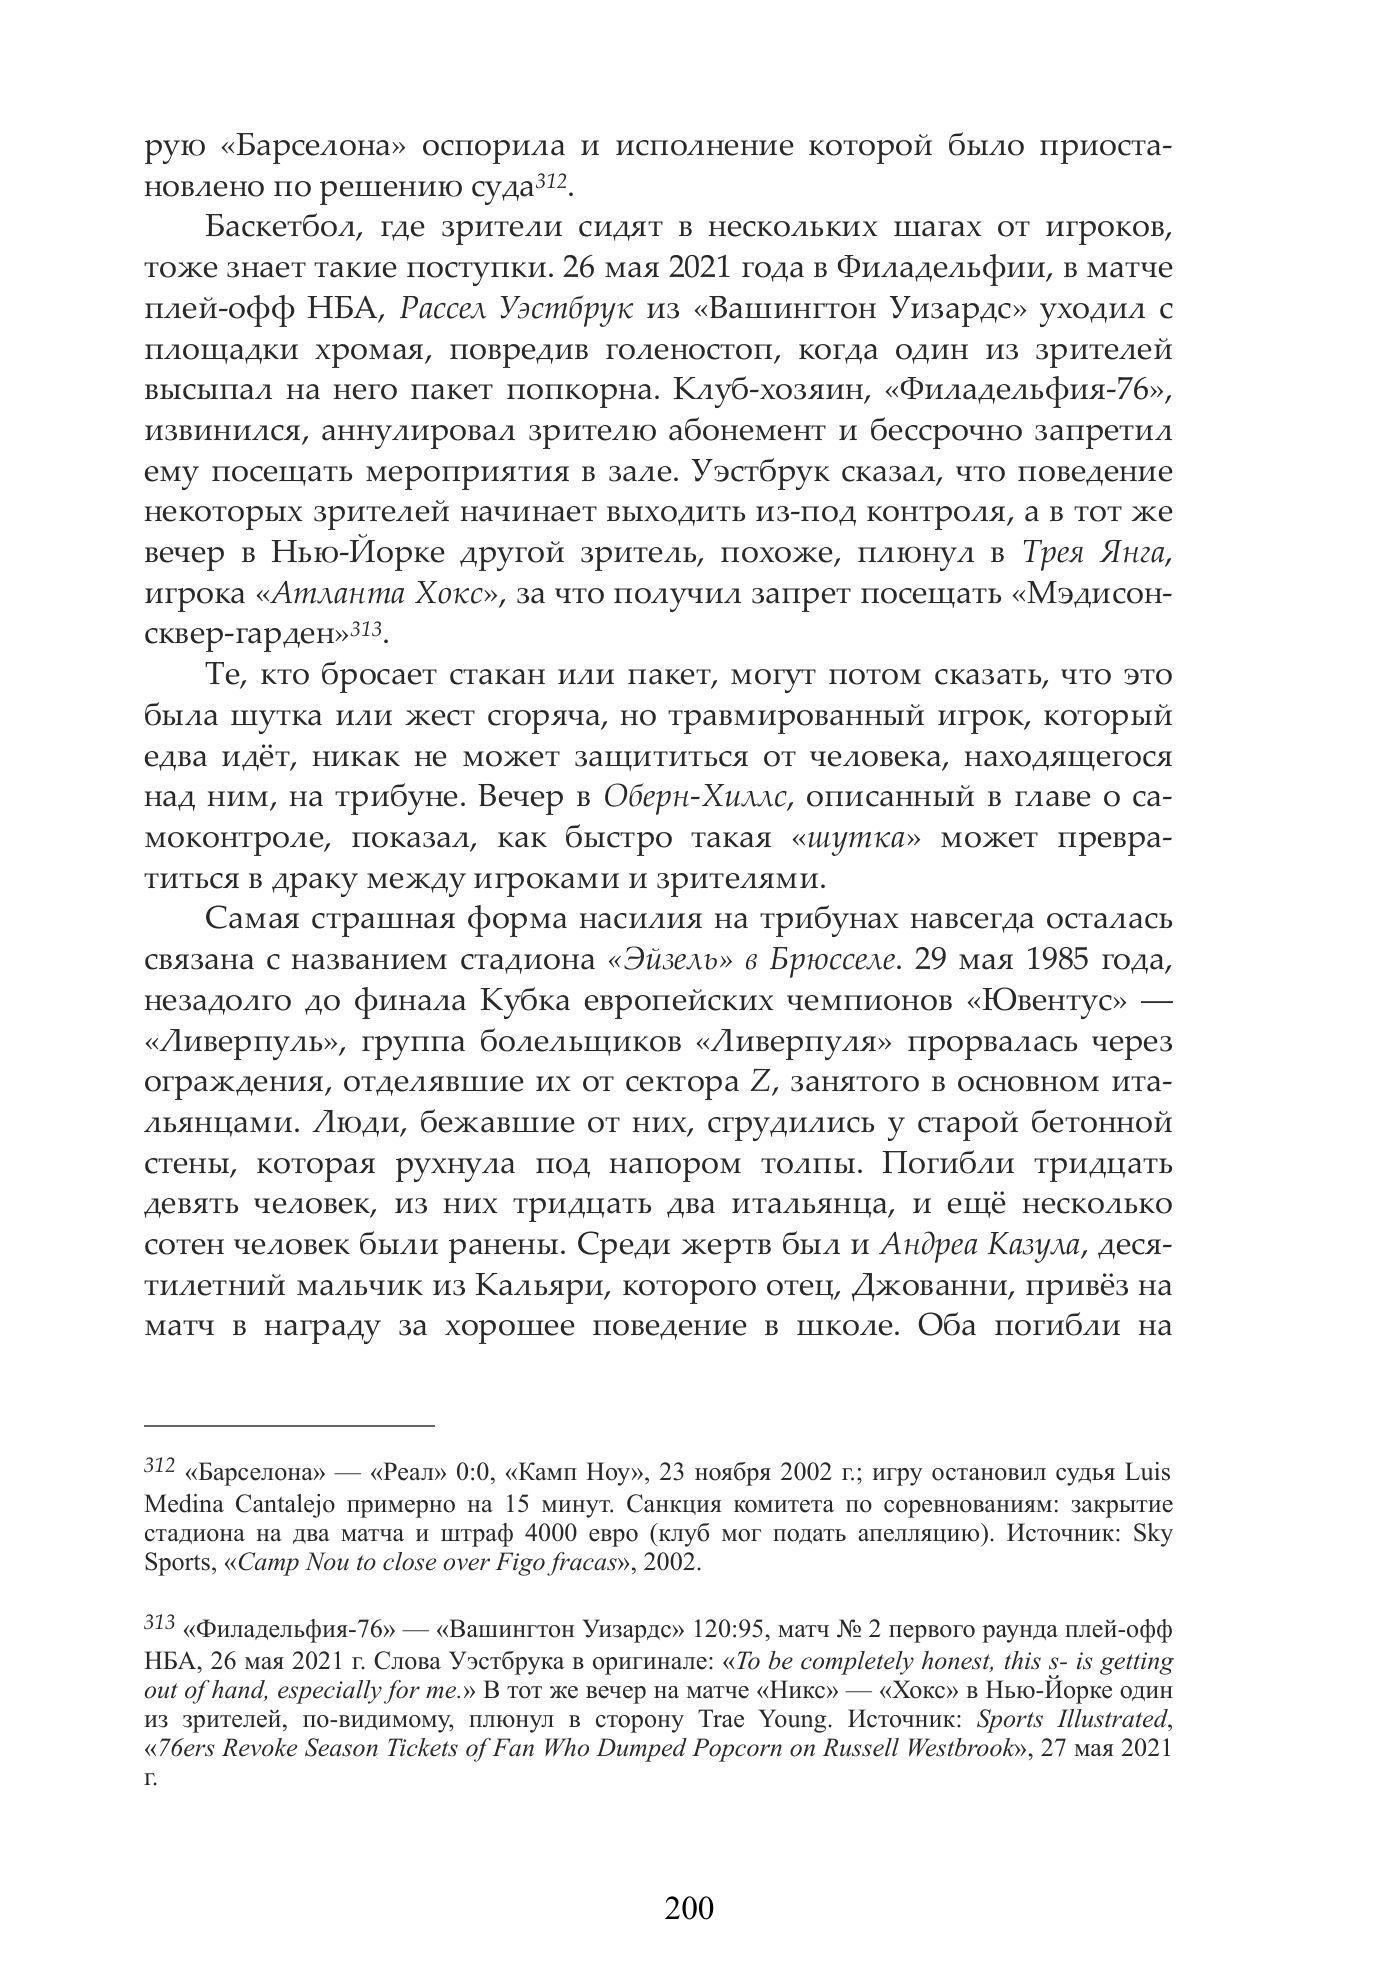 рую «Барселона» оспорила и исполнение которой было приоста-
новлено по решению суда312.
Баскетбол, где зрители сидят в нескольких шагах от игроков,
тоже знает такие поступки. 26 мая 2021 года в Филадельфии, в матче
плей-офф НБА, Рассел Уэстбрук из «Вашингтон Уизардс» уходил с
площадки хромая, повредив голеностоп, когда один из зрителей
высыпал на него пакет попкорна. Клуб-хозяин, «Филадельфия-76»,
извинился, аннулировал зрителю абонемент и бессрочно запретил
ему посещать мероприятия в зале. Уэстбрук сказал, что поведение
некоторых зрителей начинает выходить из-под контроля, а в тот же
вечер в Нью-Йорке другой зритель, похоже, плюнул в Трея Янга,
игрока «Атланта Хокс», за что получил запрет посещать «Мэдисон-
сквер-гарден»313.
Те, кто бросает стакан или пакет, могут потом сказать, что это
была шутка или жест сгоряча, но травмированный игрок, который
едва идёт, никак не может защититься от человека, находящегося
над ним, на трибуне. Вечер в Оберн-Хиллс, описанный в главе о са-
моконтроле, показал, как быстро такая «шутка» может превра-
титься в драку между игроками и зрителями.
Самая страшная форма насилия на трибунах навсегда осталась
связана с названием стадиона «Эйзель» в Брюсселе. 29 мая 1985 года,
незадолго до финала Кубка европейских чемпионов «Ювентус» —
«Ливерпуль», группа болельщиков «Ливерпуля» прорвалась через
ограждения, отделявшие их от сектора Z, занятого в основном ита-
льянцами. Люди, бежавшие от них, сгрудились у старой бетонной
стены, которая рухнула под напором толпы. Погибли тридцать
девять человек, из них тридцать два итальянца, и ещё несколько
сотен человек были ранены. Среди жертв был и Андреа Казула, деся-
тилетний мальчик из Кальяри, которого отец, Джованни, привёз на
матч в награду за хорошее поведение в школе. Оба погибли на
312 «Барселона» — «Реал» 0:0, «Камп Ноу», 23 ноября 2002 г.; игру остановил судья Luis
Medina Cantalejo примерно на 15 минут. Санкция комитета по соревнованиям: закрытие
стадиона на два матча и штраф 4000 евро (клуб мог подать апелляцию). Источник: Sky
Sports, «Camp Nou to close over Figo fracas», 2002.
313 «Филадельфия-76» — «Вашингтон Уизардс» 120:95, матч № 2 первого раунда плей-офф
НБА, 26 мая 2021 г. Слова Уэстбрука в оригинале: «To be completely honest, this s- is getting
out of hand, especially for me.» В тот же вечер на матче «Никс» — «Хокс» в Нью-Йорке один
из зрителей, по-видимому, плюнул в сторону Trae Young. Источник: Sports Illustrated,
«76ers Revoke Season Tickets of Fan Who Dumped Popcorn on Russell Westbrook», 27 мая 2021
г.
200